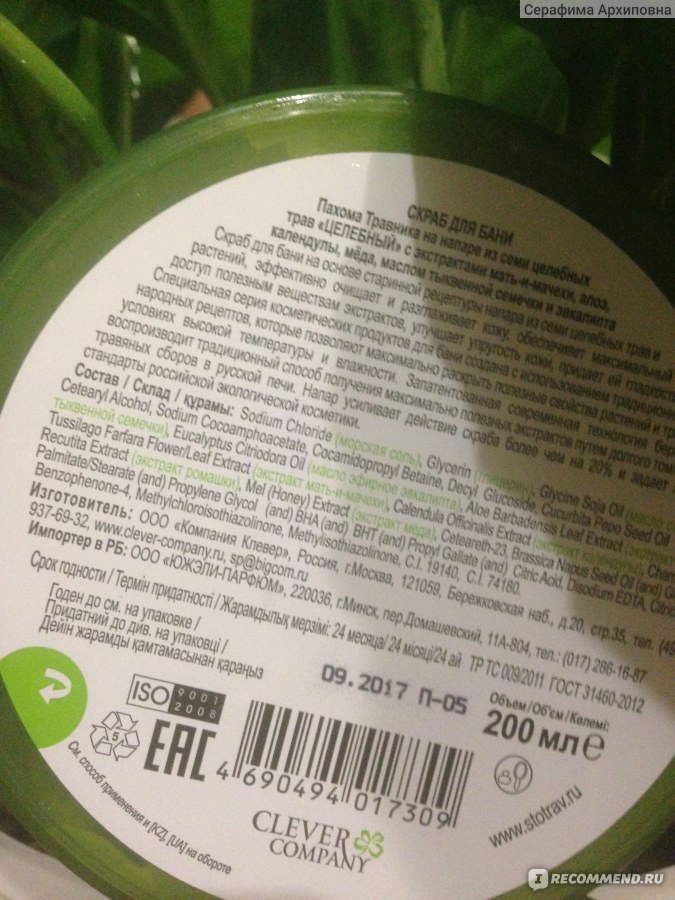 Серафима Архиповна
СКРАБ ДЛЯ БАНИ
Пахома Травника на напаре из семи целебных
трав «ЦЕЛЕБНЫЙ» с экстрактами мать-и-мачехи, алоэ,
календулы, мёда, маслом тыквенной семечки и эвкалипта
Скраб для бани на основе старинной рецептуры напара из семи целебных трав и
растений, эффективно очищает и разглаживает кожу, обеспечивает максимальный
доступ полезным веществам экстрактов, улучшает упругость кожи, придает ей гладкость
Специальная серия косметических продуктов для бани создана с использованием традиционных
народных рецептов, которые позволяют максимально раскрыть полезные свойства растений и трав
условиях высокой температуры и влажности. Запатентованная современная технология
воспроизводит традиционный способ получения максимально полезных экстрактов путем долгого
травяных сборов в русской печи. Напар усиливает действие скраба более чем на 20% и задает
стандарты российской экологической косметики.
Состав / Склад / құрамы: Sodium Chloride (морская соль), Glycerin (глицерин), Glycine Soja Oil
Cetearyl Alcohol, Sodium Cocoamphoacetate, Cocamidopropyl Betaine, Decyl Glucoside, Cucurbita Pepo Seed Oil
тыквенной семечки), Eucalyptus Citriodora Oil (масло эфирное эвкалипта), Aloe Barbadensis Leaf Extract
Tussilago Farfara Flower/Leaf Extract (экстракт мать-и-мачехи), Calendula Officinalis Extract (экстракт календулы),
Recutita Extract (экстракт ромашки), Mel (Honey) Extract (экстракт меда), Ceteareth-23, Brassica Napus Seed Oil (and)
Palmitate/Stearate (and) Propylene Glycol (and) BHA (and) BHT (and) Propyl Gallate (and) Citric Acid, Disodium EDTA,
Benzophenone-4, Methylchloroisothiazolinone, Methylisothiazolinone, C.I. 19140, C.I. 74180.
Изготовитель: ООО «Компания Клевер», Россия, г.Москва, 121059, Бережковская наб., д.20, стр.35, тел.
937-69-32, www.clever-company.ru, sp@bigcom.ru
Импортер в РБ: ООО «ЮЖЭЛИ-ПАРФЮМ», 220036, г.Минск, пер.Домашевский, 11А-804, тел.: (017) 286-16-87
Срок годности / Термін придатності / Жарамдылық мерзімі: 24 месяца/ 24 місяці/24 ай ТР ТС 009/2011 ГОСТ 31460-2012
Годен до см. на упаковке /
Придатний до див. на упаковці /
Дейін жарамды қамтамасынан қараңыз
09.2017 П-05
Объем/Об'єм/Көлемі:
200 мл е
ISO 9001 2008
5
EAC
4 690494 017309
CLEVER
COMPANY
www.stotrav.ru
См. способ применения и [KZ], [UA] на обороте
IRECOMMEND.RU